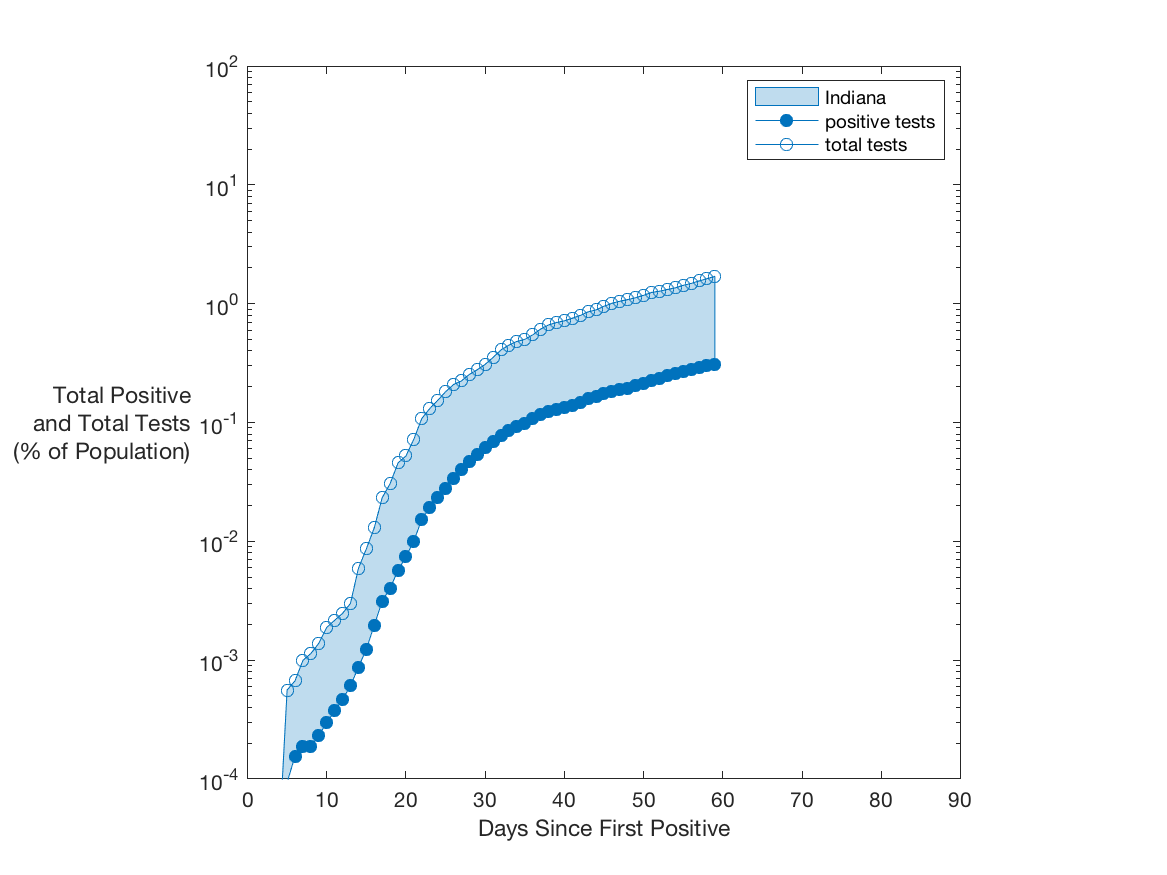 10^2
10^1
10^0
10^-1
10^-2
10^-3
10^-4
Total Positive
and Total Tests
(% of Population)
Indiana
positive tests
total tests
0 10 20 30 40 50 60 70 80 90
Days Since First Positive